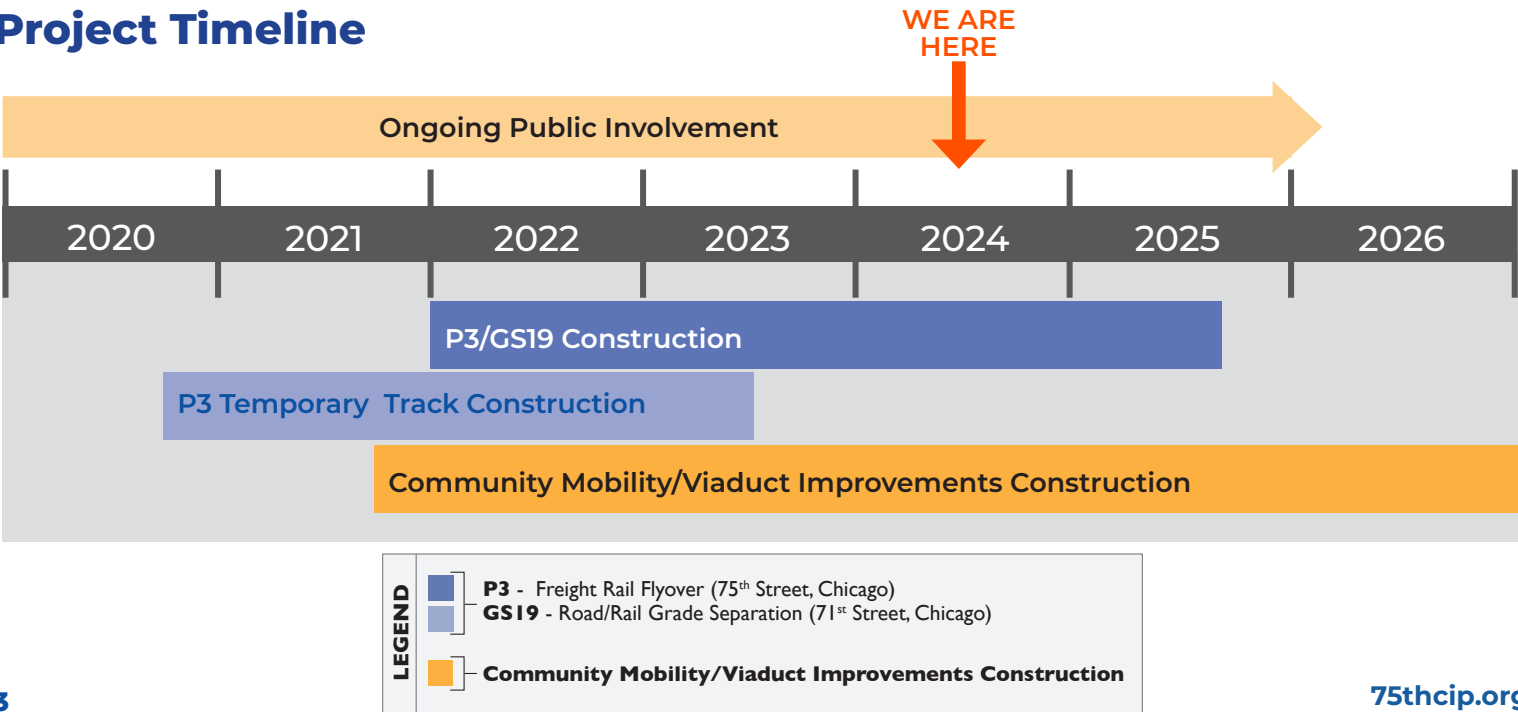 Project Timeline
WE ARE
HERE
Ongoing Public Involvement
2020 2021 2022 2023 2024 2025 2026
P3/GS19 Construction
P3 Temporary Track Construction
Community Mobility/Viaduct Improvements Construction
LEGEND
P3 - Freight Rail Flyover (75th Street, Chicago)
GS19 - Road/Rail Grade Separation (71st Street, Chicago)
Community Mobility/Viaduct Improvements Construction
3
75thcip.org